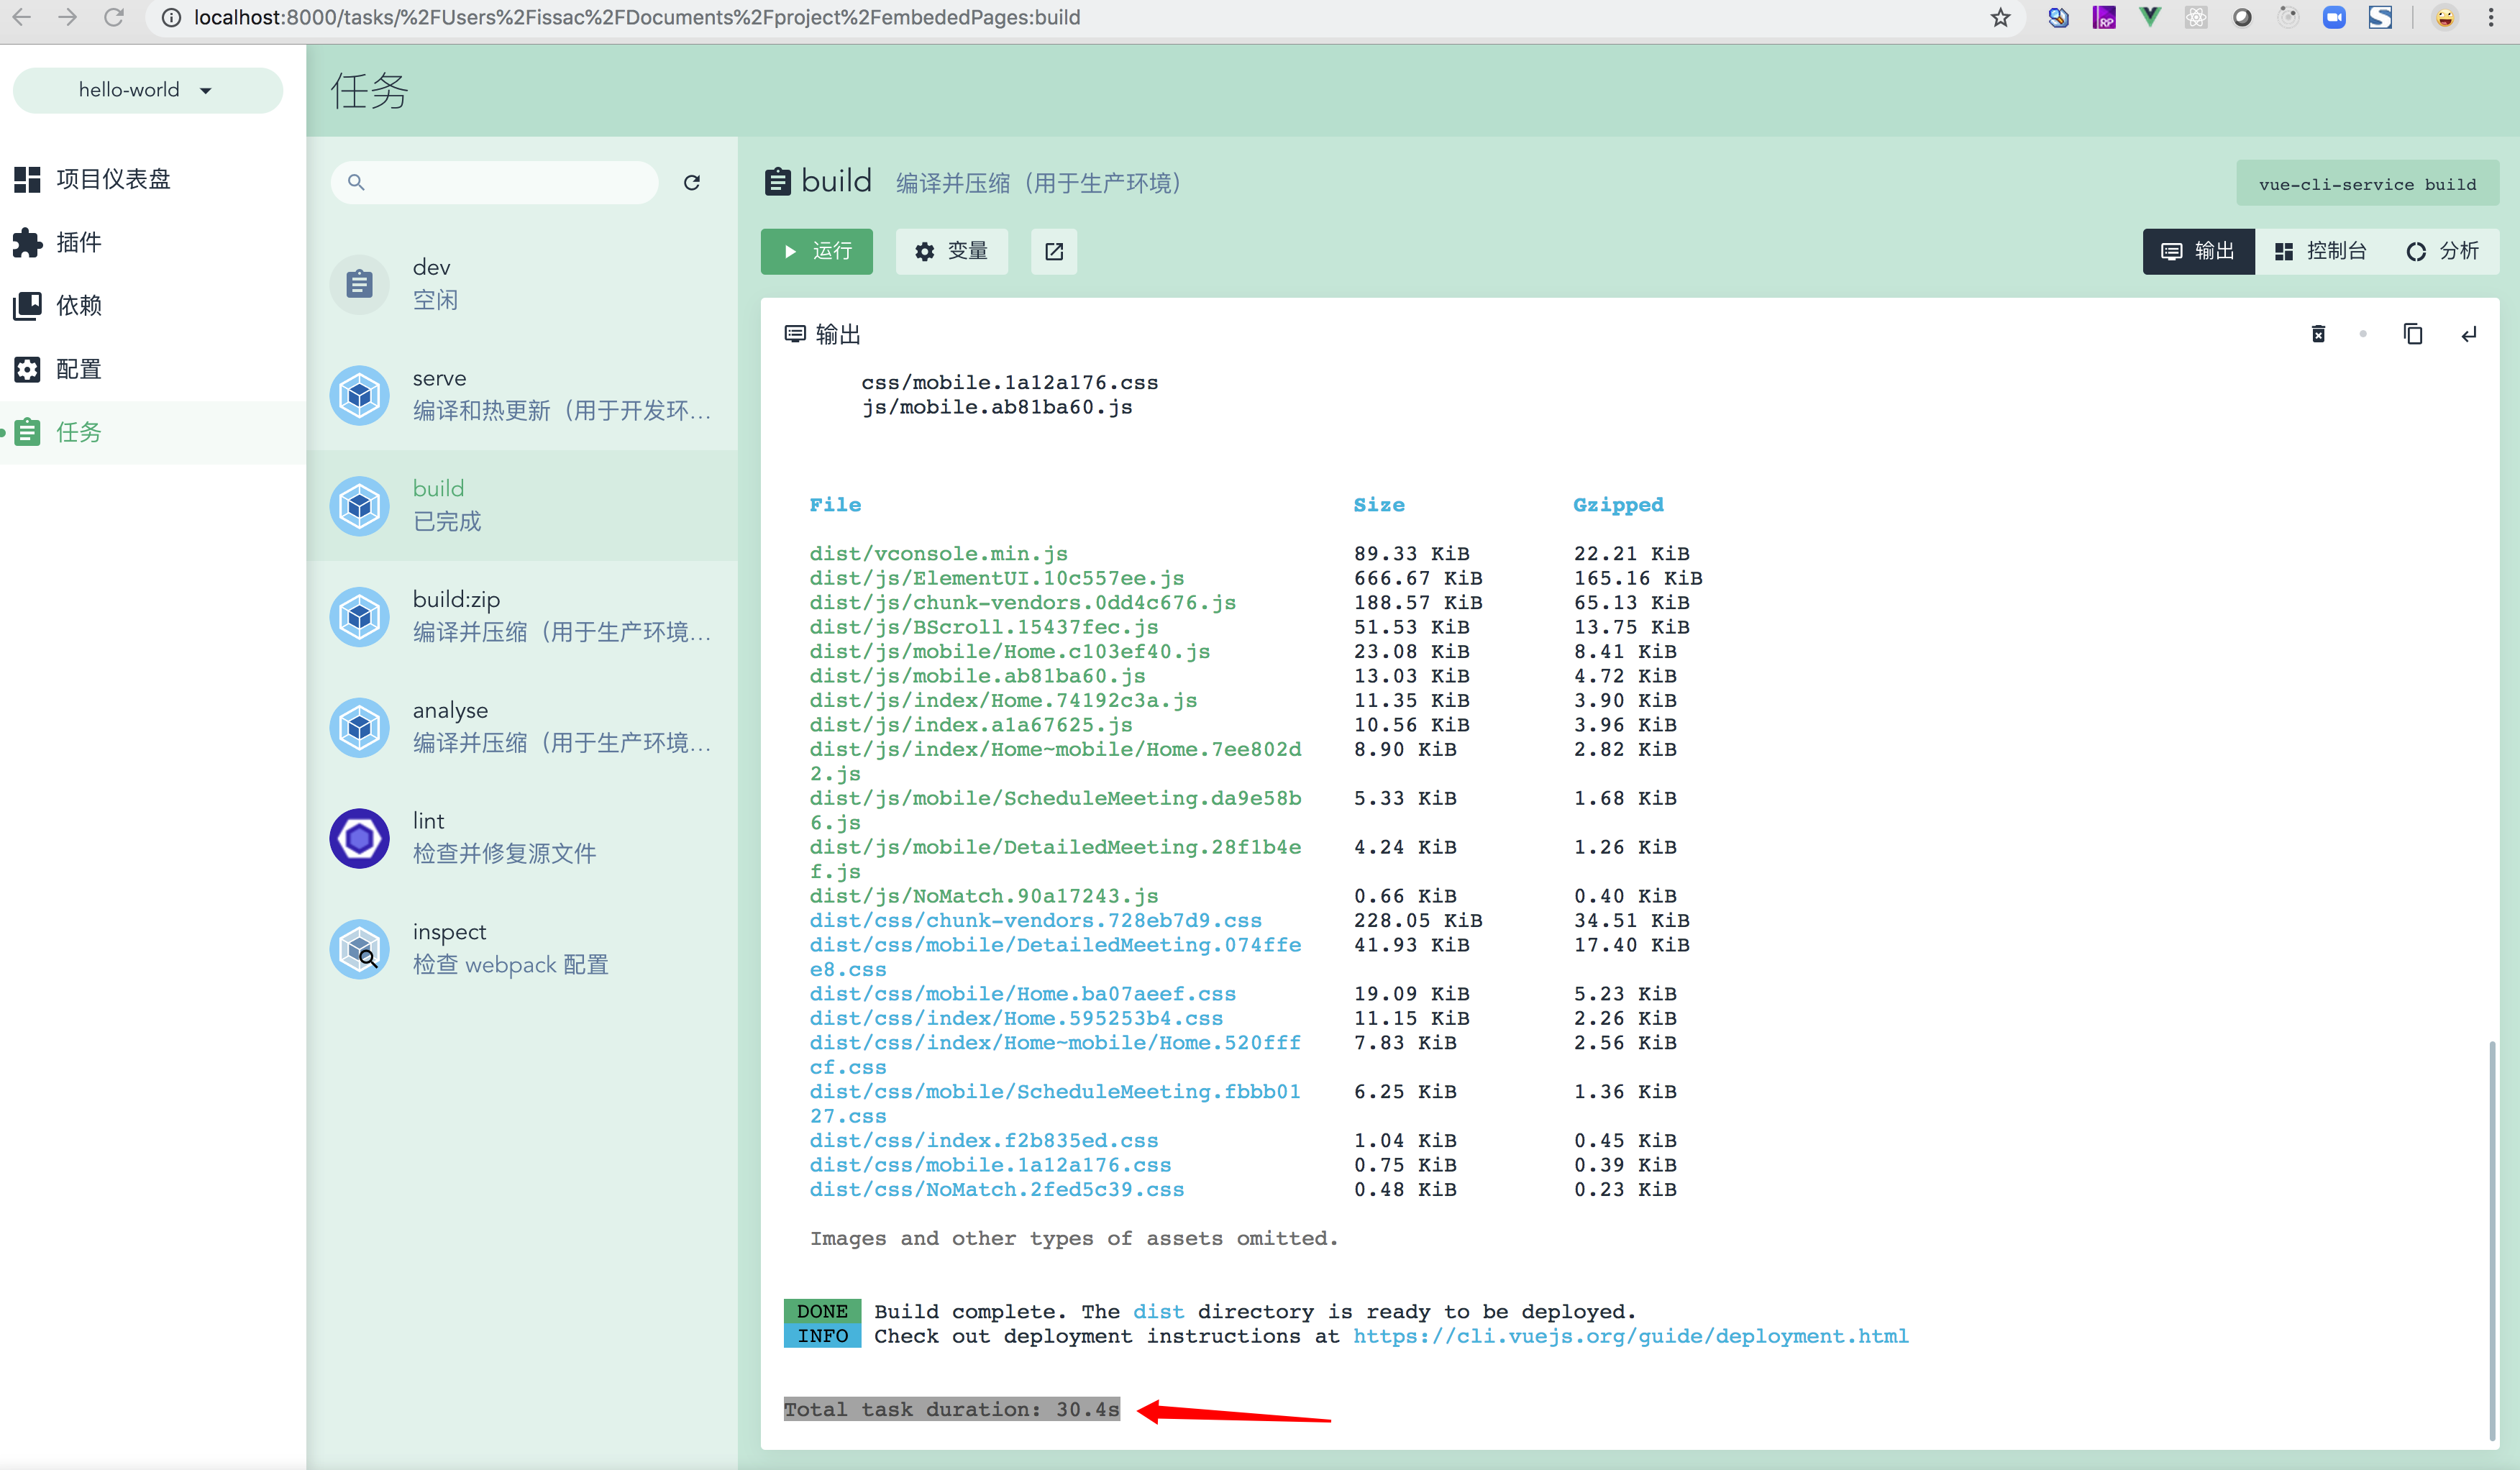 localhost:8000/tasks/%2FUsers%2Fissac%2FDocuments%2Fproject%2FembededPages:build
RP
hello-world
任务
项目仪表盘
插件
依赖
配置
任务
dev
空闲
serve
编译和热更新（用于开发环…
build
已完成
build:zip
编译并压缩（用于生产环境…
analyse
编译并压缩（用于生产环境…
lint
检查并修复源文件
inspect
检查 webpack 配置
build 编译并压缩（用于生产环境）
vue-cli-service build
运行 变量
输出 控制台 分析
输出
css/mobile.1a12a176.css
js/mobile.ab81ba60.js
File Size Gzipped
dist/vconsole.min.js 89.33 KiB 22.21 KiB
dist/js/ElementUI.10c557ee.js 666.67 KiB 165.16 KiB
dist/js/chunk-vendors.0dd4c676.js 188.57 KiB 65.13 KiB
dist/js/BScroll.15437fec.js 51.53 KiB 13.75 KiB
dist/js/mobile/Home.c103ef40.js 23.08 KiB 8.41 KiB
dist/js/mobile.ab81ba60.js 13.03 KiB 4.72 KiB
dist/js/index/Home.74192c3a.js 11.35 KiB 3.90 KiB
dist/js/index.a1a67625.js 10.56 KiB 3.96 KiB
dist/js/index/Home~mobile/Home.7ee802d 8.90 KiB 2.82 KiB
2.js
dist/js/mobile/ScheduleMeeting.da9e58b 5.33 KiB 1.68 KiB
6.js
dist/js/mobile/DetailedMeeting.28f1b4e 4.24 KiB 1.26 KiB
f.js
dist/js/NoMatch.90a17243.js 0.66 KiB 0.40 KiB
dist/css/chunk-vendors.728eb7d9.css 228.05 KiB 34.51 KiB
dist/css/mobile/DetailedMeeting.074ffe 41.93 KiB 17.40 KiB
e8.css
dist/css/mobile/Home.ba07aeef.css 19.09 KiB 5.23 KiB
dist/css/index/Home.595253b4.css 11.15 KiB 2.26 KiB
dist/css/index/Home~mobile/Home.520fff 7.83 KiB 2.56 KiB
cf.css
dist/css/mobile/ScheduleMeeting.fbbb01 6.25 KiB 1.36 KiB
27.css
dist/css/index.f2b835ed.css 1.04 KiB 0.45 KiB
dist/css/mobile.1a12a176.css 0.75 KiB 0.39 KiB
dist/css/NoMatch.2fed5c39.css 0.48 KiB 0.23 KiB
Images and other types of assets omitted.
DONE Build complete. The dist directory is ready to be deployed.
INFO Check out deployment instructions at https://cli.vuejs.org/guide/deployment.html
Total task duration: 30.4s